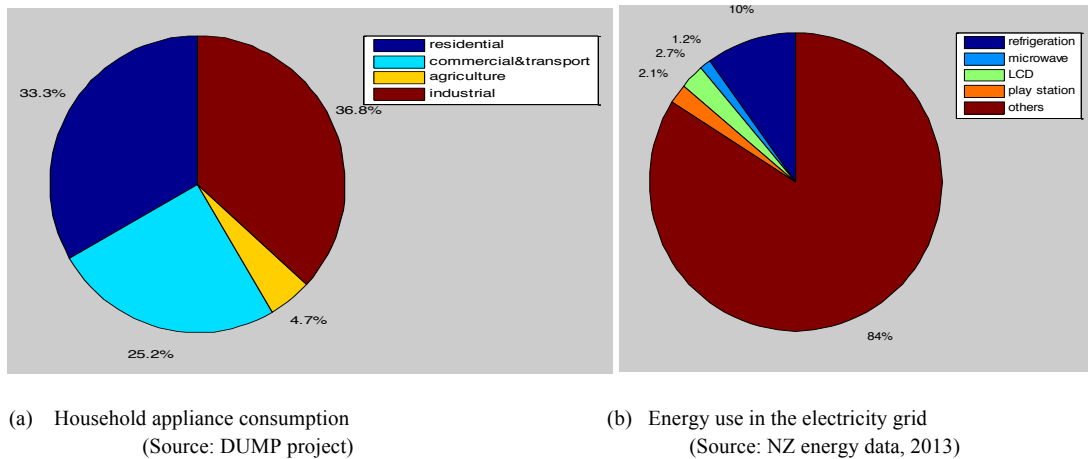 residential
commercial&transport
agriculture
industrial
33.3%
36.8%
4.7%
25.2%
10%
1.2%
2.7%
2.1%
refrigeration
microwave
LCD
play station
others
84%
(a) Household appliance consumption
(Source: DUMP project)
(b) Energy use in the electricity grid
(Source: NZ energy data, 2013)